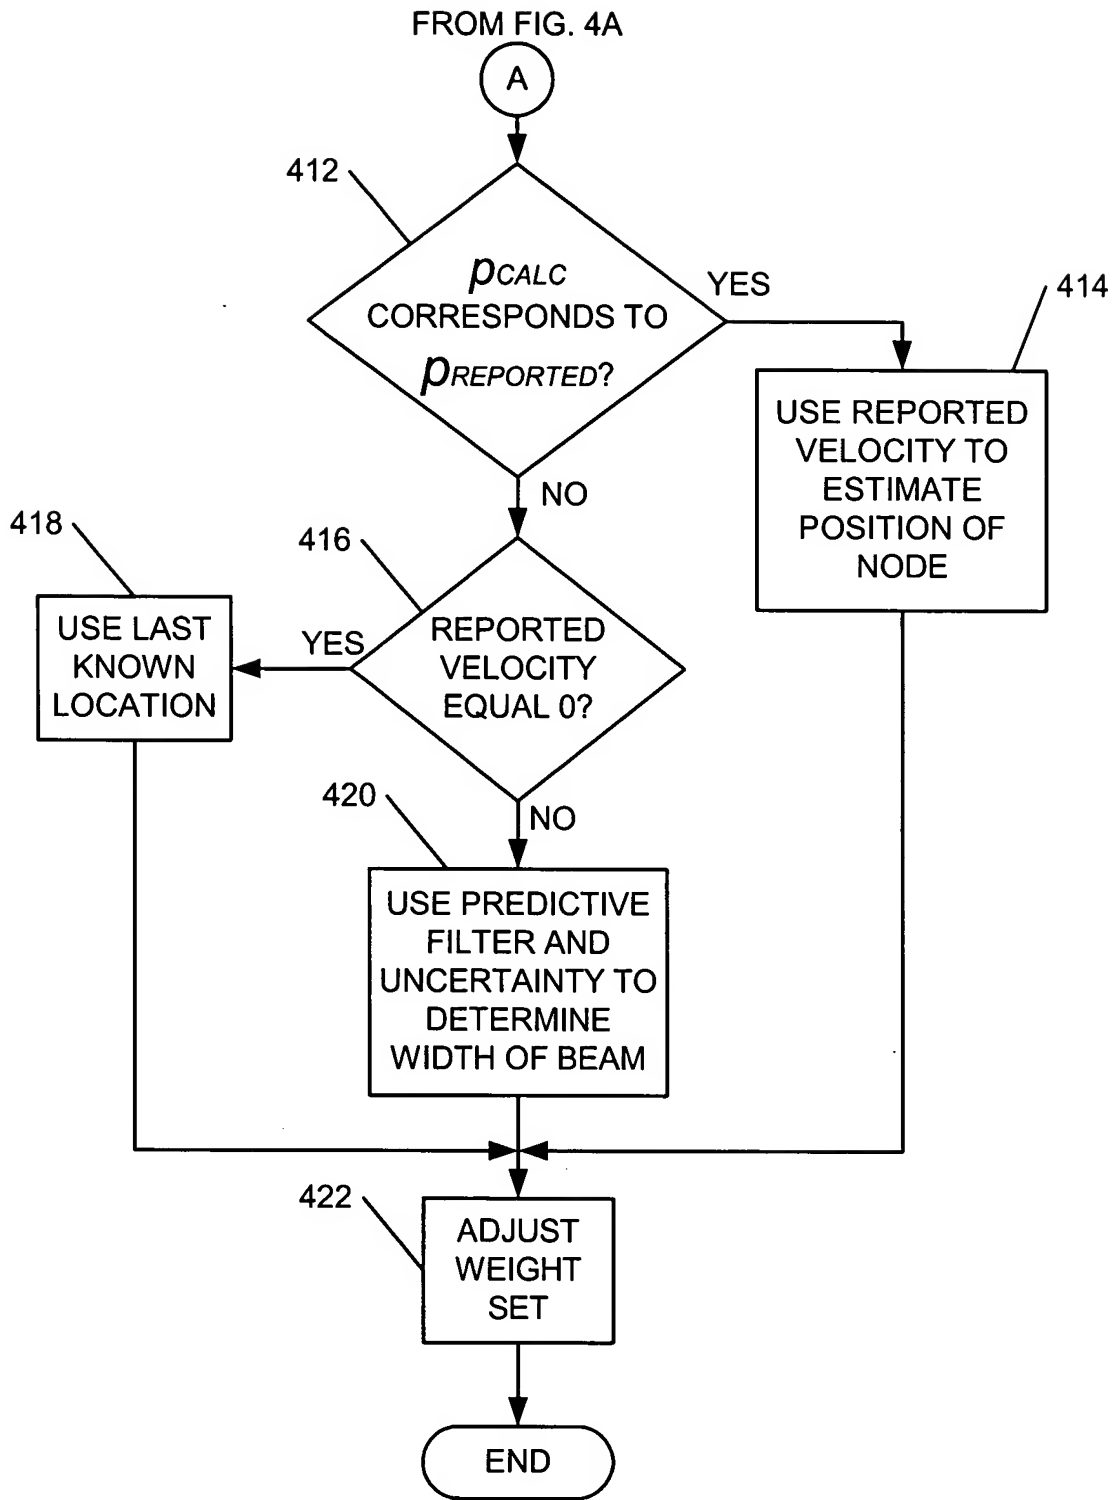 FROM FIG. 4A
A
412
pCALC
CORRESPONDS TO
pREPORTED?
YES
414
USE REPORTED
VELOCITY TO
ESTIMATE
POSITION OF
NODE
NO
418
416
USE LAST
KNOWN
LOCATION
YES
REPORTED
VELOCITY
EQUAL 0?
420
NO
USE PREDICTIVE
FILTER AND
UNCERTAINTY TO
DETERMINE
WIDTH OF BEAM
422
ADJUST
WEIGHT
SET
END